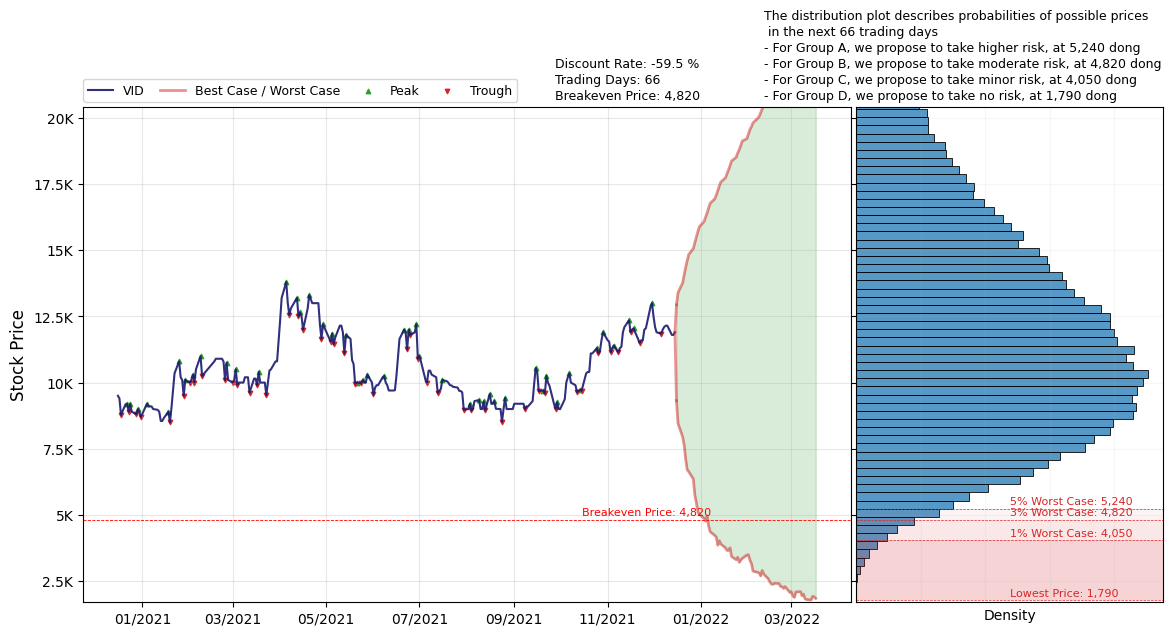 The distribution plot describes probabilities of possible prices
in the next 66 trading days
- For Group A, we propose to take higher risk, at 5,240 dong
- For Group B, we propose to take moderate risk, at 4,820 dong
- For Group C, we propose to take minor risk, at 4,050 dong
- For Group D, we propose to take no risk, at 1,790 dong
Discount Rate: -59.5 %
Trading Days: 66
Breakeven Price: 4,820
VID
Best Case / Worst Case
Peak
Trough
Stock Price
20K
17.5K
15K
12.5K
10K
7.5K
5K
2.5K
Breakeven Price: 4,820
5% Worst Case: 5,240
3% Worst Case: 4,820
1% Worst Case: 4,050
Lowest Price: 1,790
01/2021
03/2021
05/2021
07/2021
09/2021
11/2021
01/2022
03/2022
Density